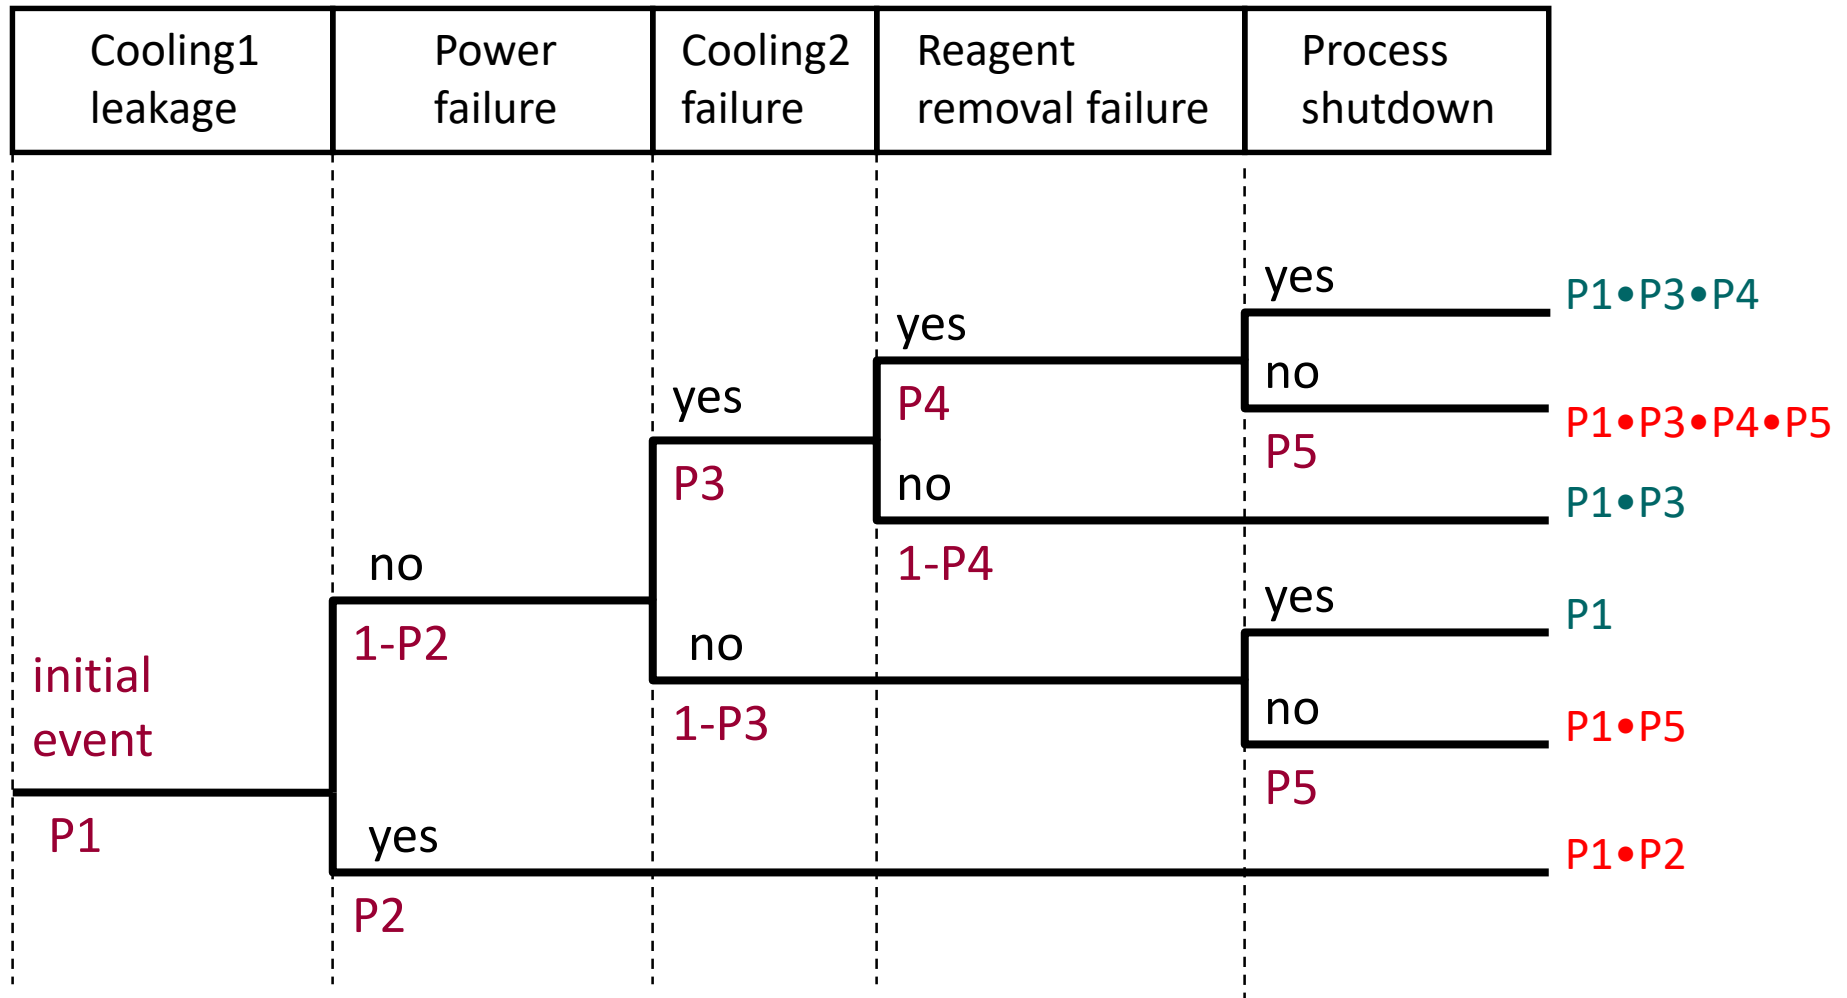 Cooling1
leakage
Power
failure
Cooling2
failure
Reagent
removal failure
Process
shutdown
yes
P1•P3•P4
yes
no
P4
P1•P3•P4•P5
yes
P5
P3
no
P1•P3
no
1-P4
yes
P1
1-P2
no
initial
event
1-P3
no
P1•P5
P5
P1
yes
P1•P2
P2